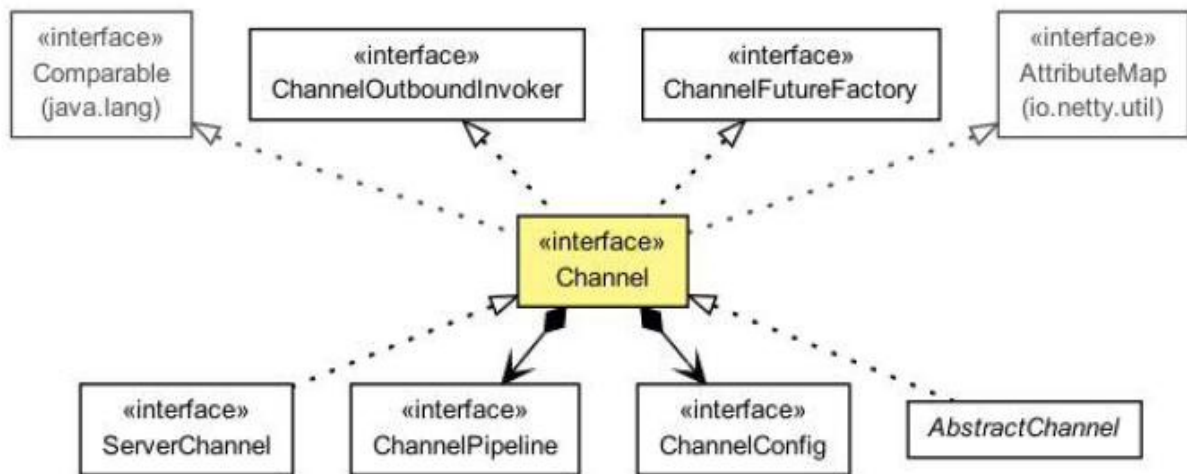 «interface»
Comparable
(java.lang)
«interface»
ChannelOutboundInvoker
«interface»
ChannelFutureFactory
«interface»
AttributeMap
(io.netty.util)
«interface»
Channel
«interface»
ServerChannel
«interface»
ChannelPipeline
«interface»
ChannelConfig
AbstractChannel